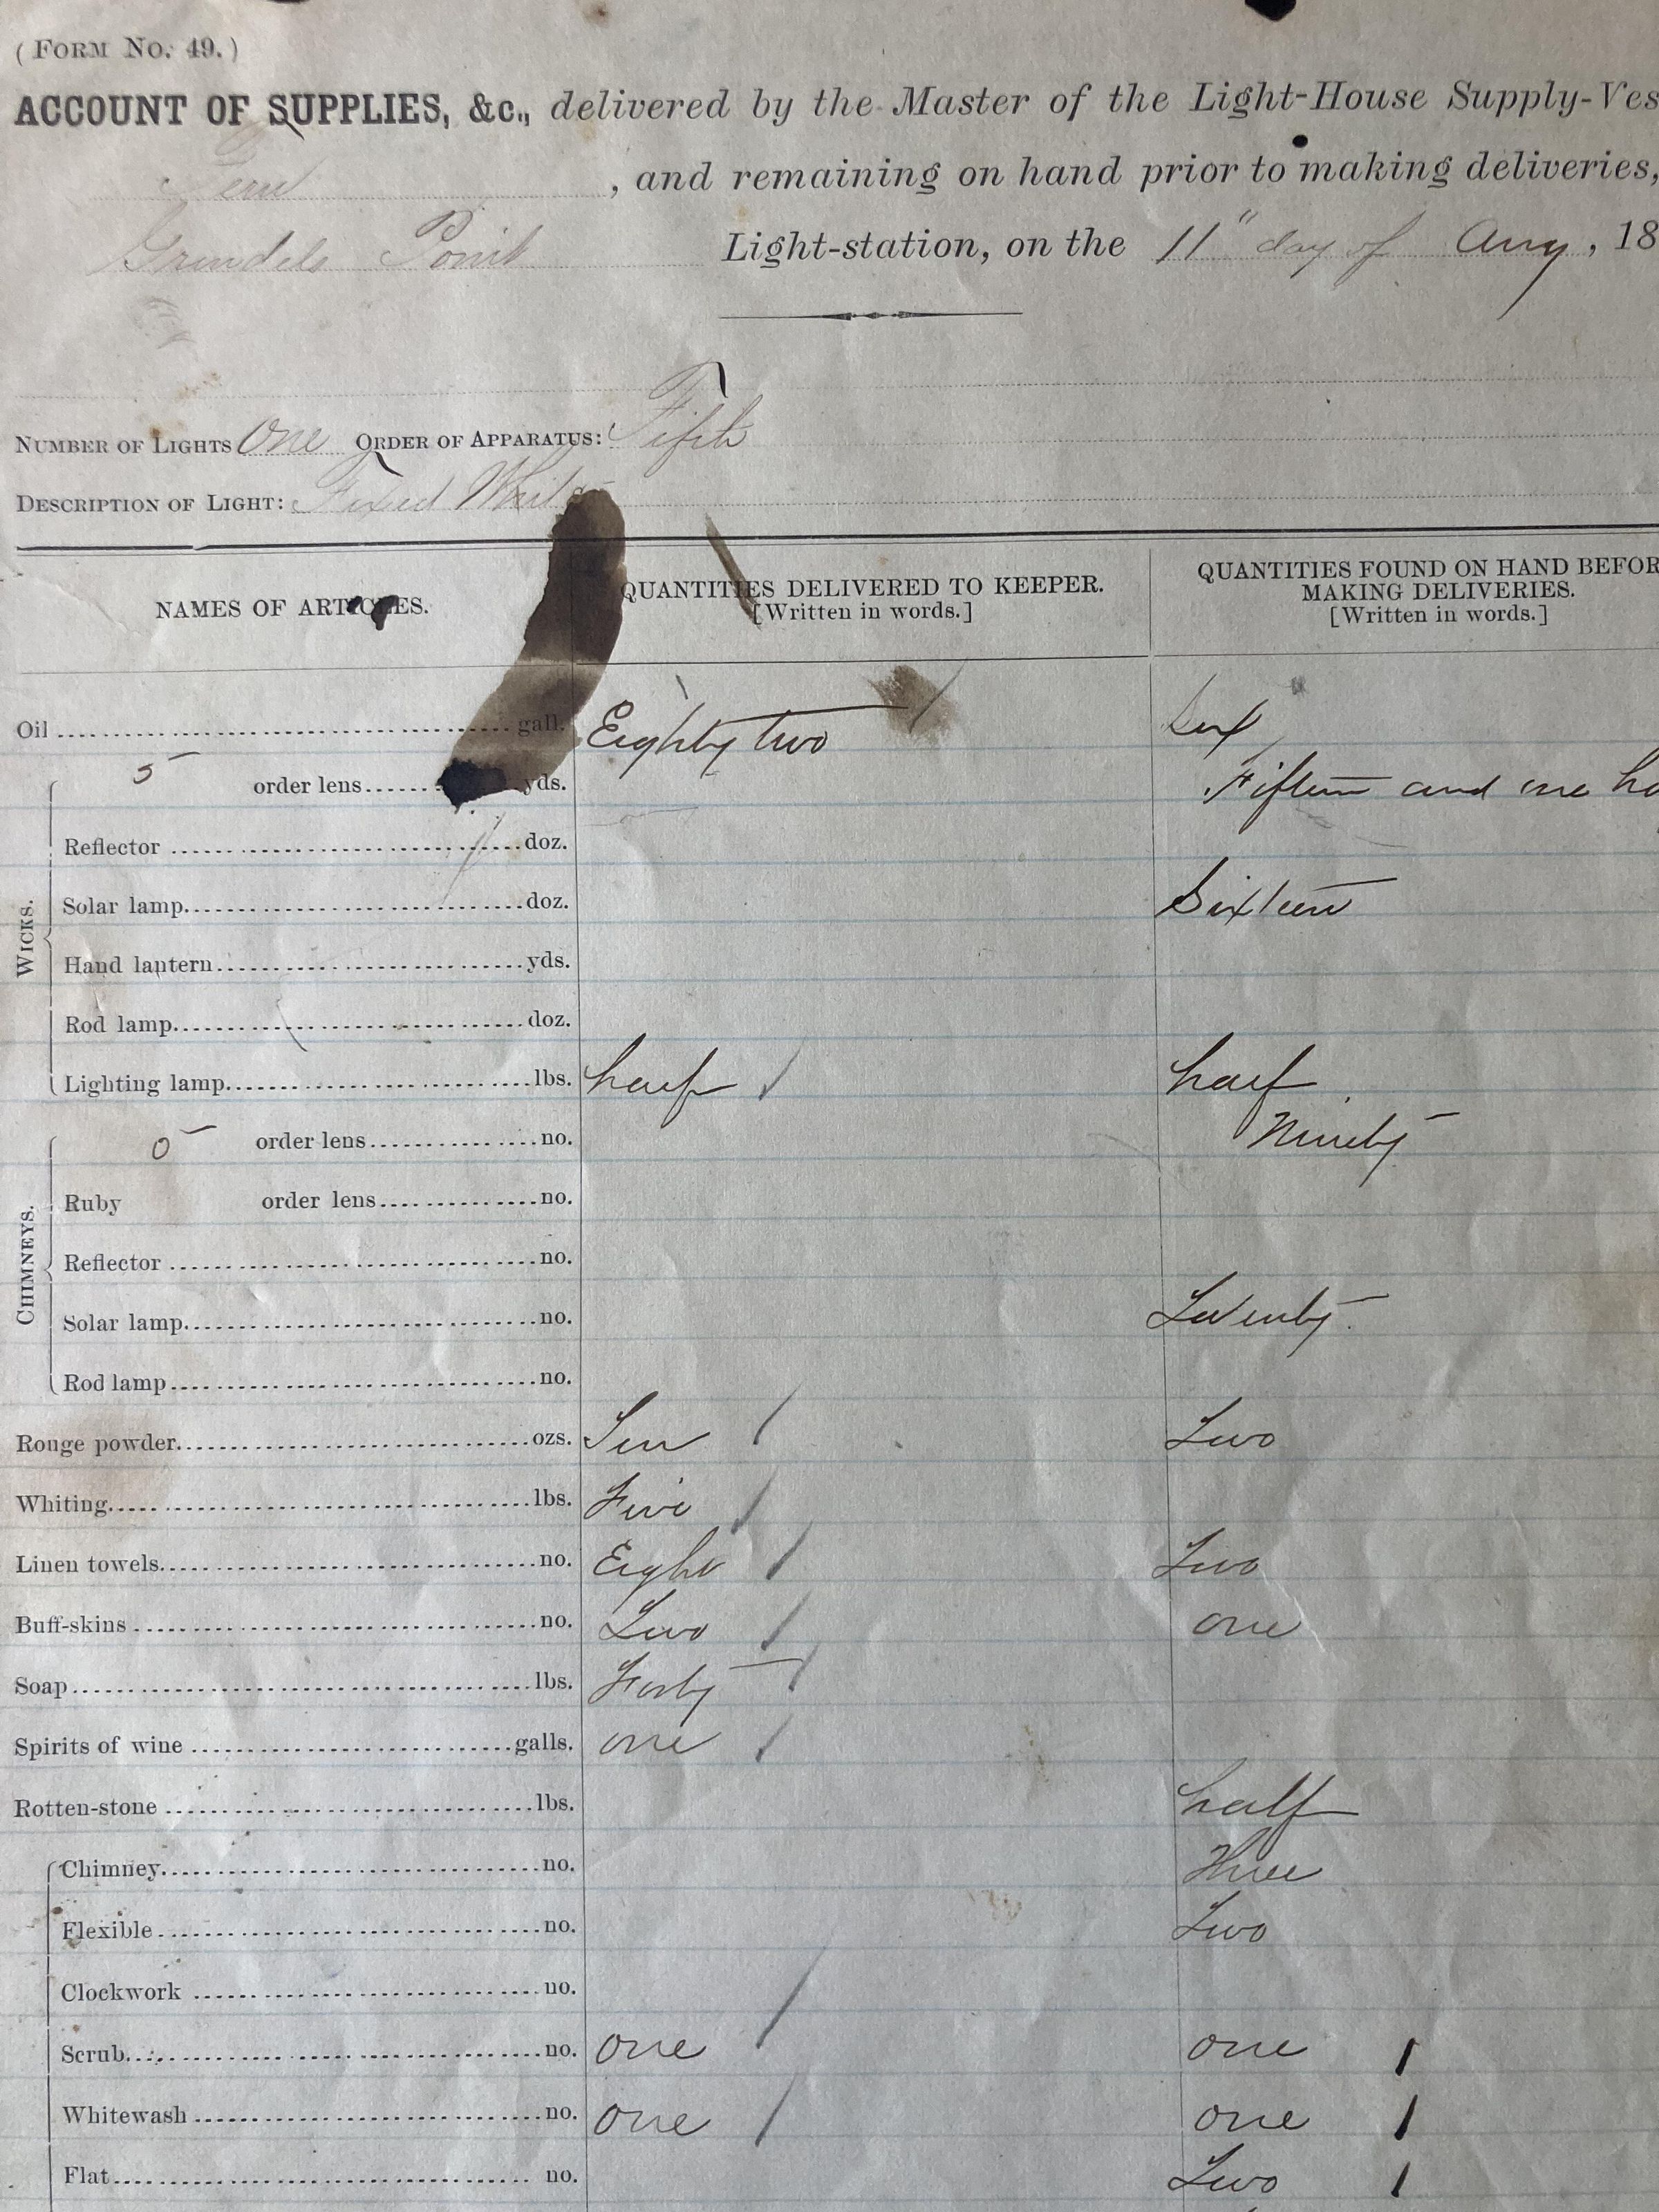 (FORM NO. 49.)
ACCOUNT OF SUPPLIES, &c., delivered by the Master of the Light-House Supply-Ves
Fern , and remaining on hand prior to making deliveries,
Grindels Point Light-station, on the 11" day of Aug, 18
NUMBER OF LIGHTS One ORDER OF APPARATUS: Fifth
DESCRIPTION OF LIGHT: Fixed White
NAMES OF ARTICLES. QUANTITIES DELIVERED TO KEEPER. [Written in words.] QUANTITIES FOUND ON HAND BEFOR MAKING DELIVERIES. [Written in words.]
Oil gall. Eighty two Six
WICKS.
5 order lens yds. Fifteen and one ha
Reflector doz.
Solar lamp doz. Sixteen
Hand lantern yds.
Rod lamp doz.
Lighting lamp lbs. half half
CHIMNEYS.
5 order lens no. Ninety
Ruby order lens no.
Reflector no.
Solar lamp no. Twenty
Rod lamp no.
Rouge powder ozs. Ten Two
Whiting lbs. Five
Linen towels no. Eight Two
Buff-skins no. Two one
Soap lbs. Forty
Spirits of wine galls. one
Rotten-stone lbs. half
Chimney no. Three
Flexible no. Two
Clockwork no.
Scrub no. one one
Whitewash no. one one
Flat no. Two